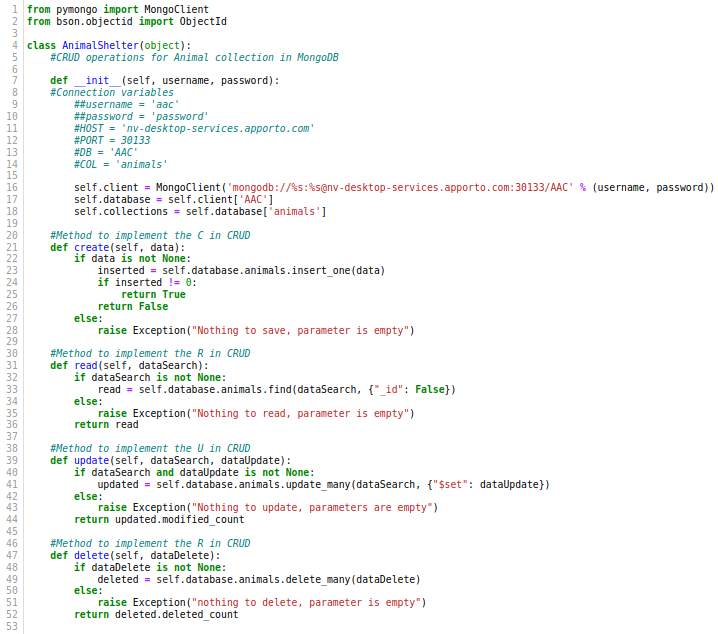 1 from pymongo import MongoClient
2 from bson.objectid import ObjectId
3
4 class AnimalShelter(object):
5     #CRUD operations for Animal collection in MongoDB
6
7     def __init__(self, username, password):
8     #Connection variables
9         ##username = 'aac'
10         ##password = 'password'
11         #HOST = 'nv-desktop-services.apporto.com'
12         #PORT = 30133
13         #DB = 'AAC'
14         #COL = 'animals'
15
16         self.client = MongoClient('mongodb://%s:%s@nv-desktop-services.apporto.com:30133/AAC' % (username, password))
17         self.database = self.client['AAC']
18         self.collections = self.database['animals']
19
20     #Method to implement the C in CRUD
21     def create(self, data):
22         if data is not None:
23             inserted = self.database.animals.insert_one(data)
24             if inserted != 0:
25                 return True
26             return False
27         else:
28             raise Exception("Nothing to save, parameter is empty")
29
30     #Method to implement the R in CRUD
31     def read(self, dataSearch):
32         if dataSearch is not None:
33             read = self.database.animals.find(dataSearch, {"_id": False})
34         else:
35             raise Exception("Nothing to read, parameter is empty")
36         return read
37
38     #Method to implement the U in CRUD
39     def update(self, dataSearch, dataUpdate):
40         if dataSearch and dataUpdate is not None:
41             updated = self.database.animals.update_many(dataSearch, {"$set": dataUpdate})
42         else:
43             raise Exception("Nothing to update, parameters are empty")
44         return updated.modified_count
45
46     #Method to implement the R in CRUD
47     def delete(self, dataDelete):
48         if dataDelete is not None:
49             deleted = self.database.animals.delete_many(dataDelete)
50         else:
51             raise Exception("nothing to delete, parameter is empty")
52         return deleted.deleted_count
53